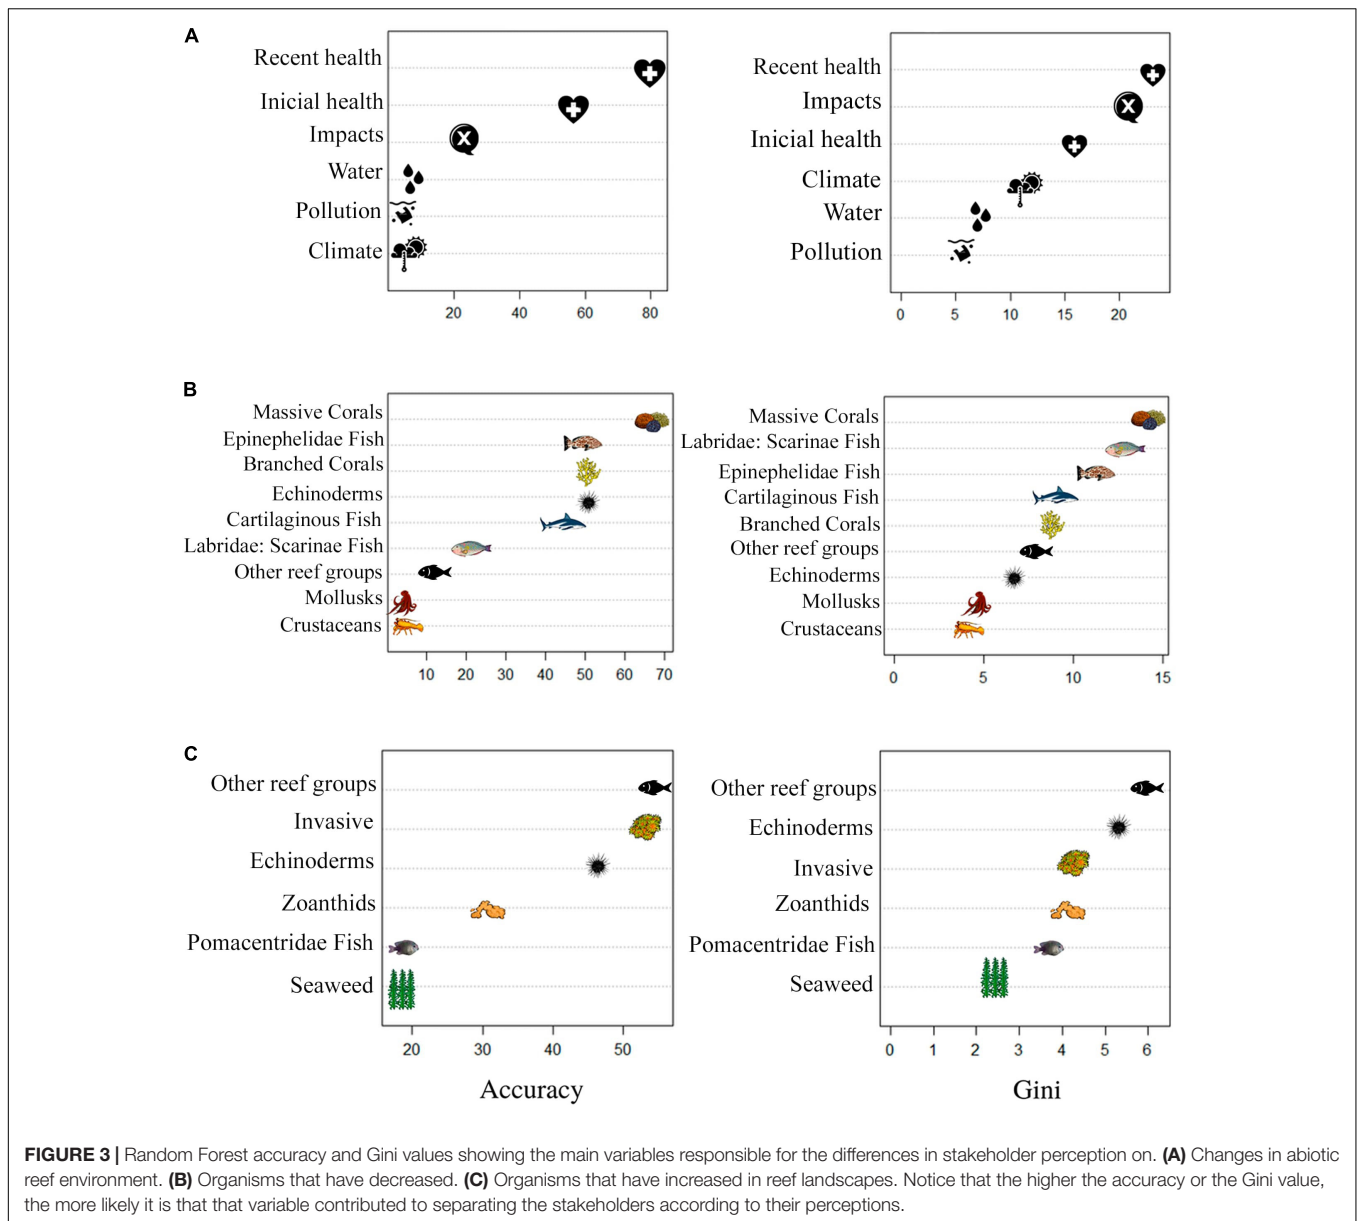 A
Recent health
Inicial health
Impacts
Water
Pollution
Climate
20 40 60 80
Recent health
Impacts
Inicial health
Climate
Water
Pollution
0 5 10 15 20
B
Massive Corals
Epinephelidae Fish
Branched Corals
Echinoderms
Cartilaginous Fish
Labridae: Scarinae Fish
Other reef groups
Mollusks
Crustaceans
10 20 30 40 50 60 70
Massive Corals
Labridae: Scarinae Fish
Epinephelidae Fish
Cartilaginous Fish
Branched Corals
Other reef groups
Echinoderms
Mollusks
Crustaceans
0 5 10 15
C
Other reef groups
Invasive
Echinoderms
Zoanthids
Pomacentridae Fish
Seaweed
20 30 40 50
Accuracy
Other reef groups
Echinoderms
Invasive
Zoanthids
Pomacentridae Fish
Seaweed
0 1 2 3 4 5 6
Gini
FIGURE 3 | Random Forest accuracy and Gini values showing the main variables responsible for the differences in stakeholder perception on. (A) Changes in abiotic
reef environment. (B) Organisms that have decreased. (C) Organisms that have increased in reef landscapes. Notice that the higher the accuracy or the Gini value,
the more likely it is that that variable contributed to separating the stakeholders according to their perceptions.